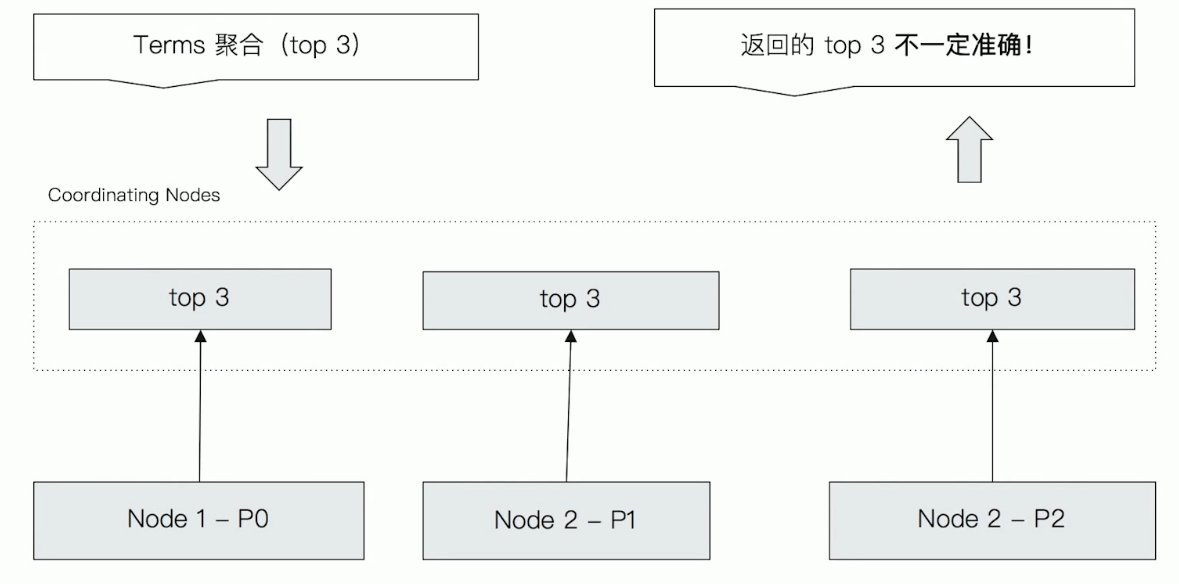 Terms 聚合（top 3）
返回的 top 3 不一定准确！
Coordinating Nodes
top 3
top 3
top 3
Node 1 – P0
Node 2 – P1
Node 2 – P2